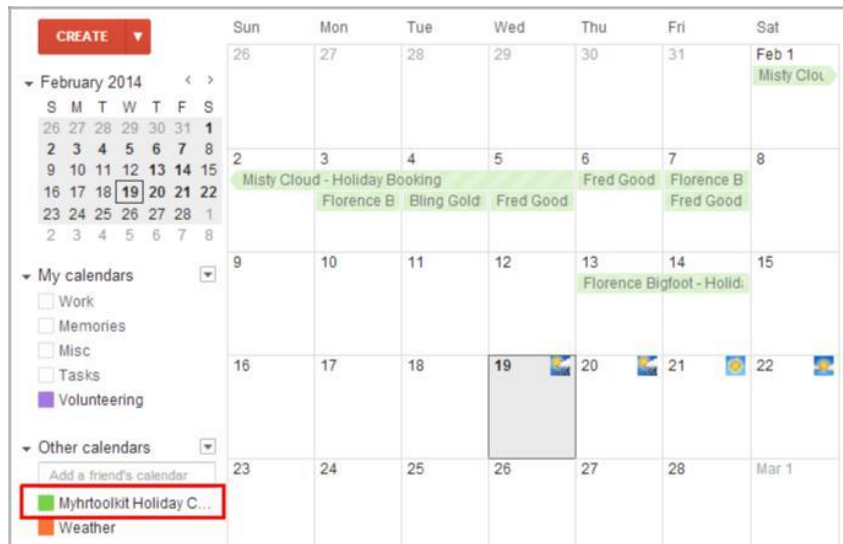 CREATE
February 2014 < >
S M T W T F S
26 27 28 29 30 31 1
2 3 4 5 6 7 8
9 10 11 12 13 14 15
16 17 18 19 20 21 22
23 24 25 26 27 28 1
2 3 4 5 6 7 8
My calendars
Work
Memories
Misc
Tasks
Volunteering
Other calendars
Add a friend's calendar
Myhrtoolkit Holiday C...
Weather
Sun Mon Tue Wed Thu Fri Sat
26 27 28 29 30 31 Feb 1
Misty Clou
2 3 4 5 6 7 8
Misty Cloud - Holiday Booking Fred Good Florence B
Florence B Bling Gold Fred Good Fred Good
9 10 11 12 13 14 15
Florence Bigfoot - Holid
16 17 18 19 20 21 22
23 24 25 26 27 28 Mar 1